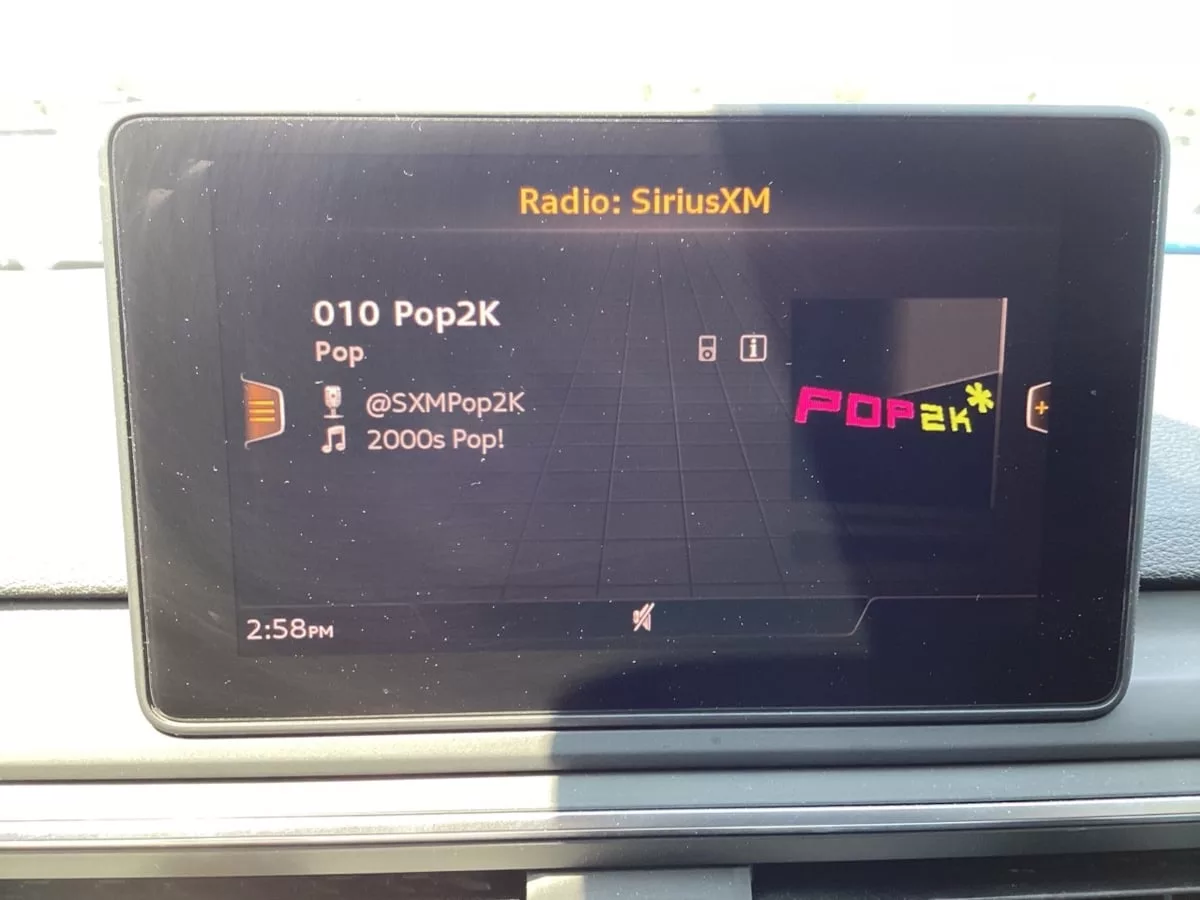 Radio: SiriusXM
010 Pop2K
Pop
@SXMPop2K
2000s Pop!
POP2K*
2:58PM